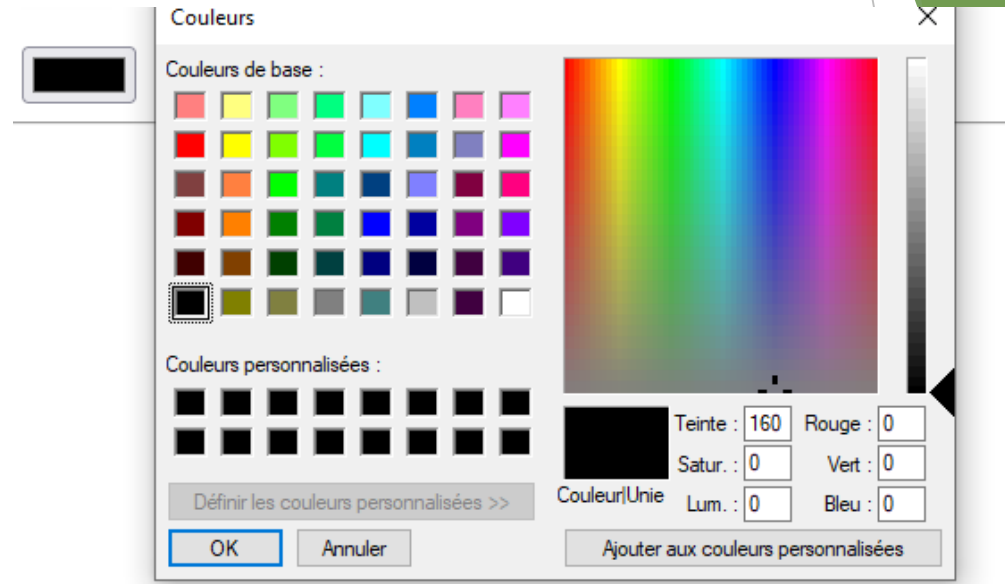 Couleurs
Couleurs de base :
Couleurs personnalisées :
Définir les couleurs personnalisées >>
OK
Annuler
Couleur|Unie
Teinte : 160
Satur. : 0
Lum. : 0
Rouge : 0
Vert : 0
Bleu : 0
Ajouter aux couleurs personnalisées